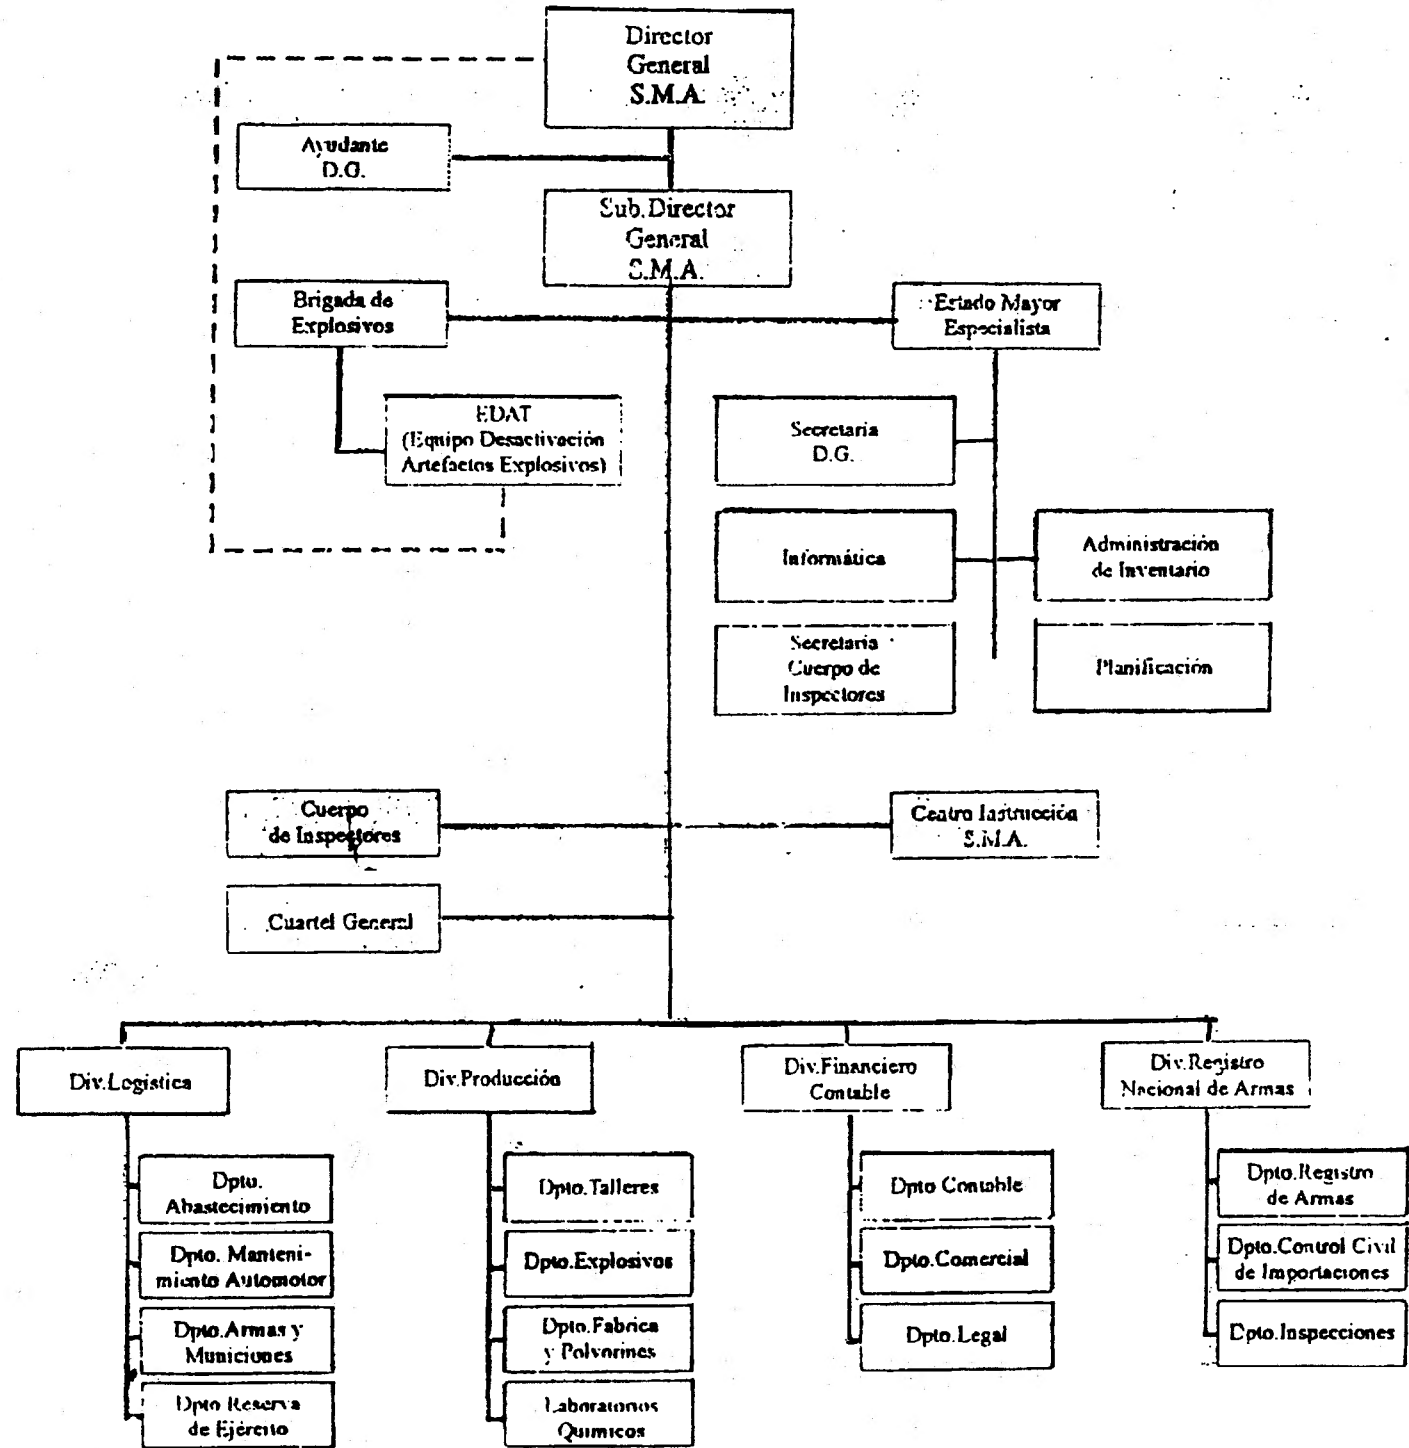 Director
General
S.M.A.
Ayudante
D.G.
Sub.Director
General
S.M.A.
Brigada de
Explosivos
Estado Mayor
Especialista
EDAT
(Equipo Desactivación
Artefactos Explosivos)
Secretaria
D.G.
Informática
Administración
de Inventario
Secretaria
Cuerpo de
Inspectores
Planificación
Cuerpo
de Inspectores
Centro Instrucción
S.M.A.
Cuartel General
Div.Logistica
Div.Producción
Div.Financiero
Contable
Div.Registro
Nacional de Armas
Dpto.
Abastecimiento
Dpto. Manteni-
miento Automotor
Dpto.Armas y
Municiones
Dpto Reserva
de Ejército
Dpto.Talleres
Dpto.Explosivos
Dpto.Fabrica
y Polvorines
Laboratorios
Quimicos
Dpto Contable
Dpto.Comercial
Dpto.Legal
Dpto.Registro
de Armas
Dpto.Control Civil
de Importaciones
Dpto.Inspecciones